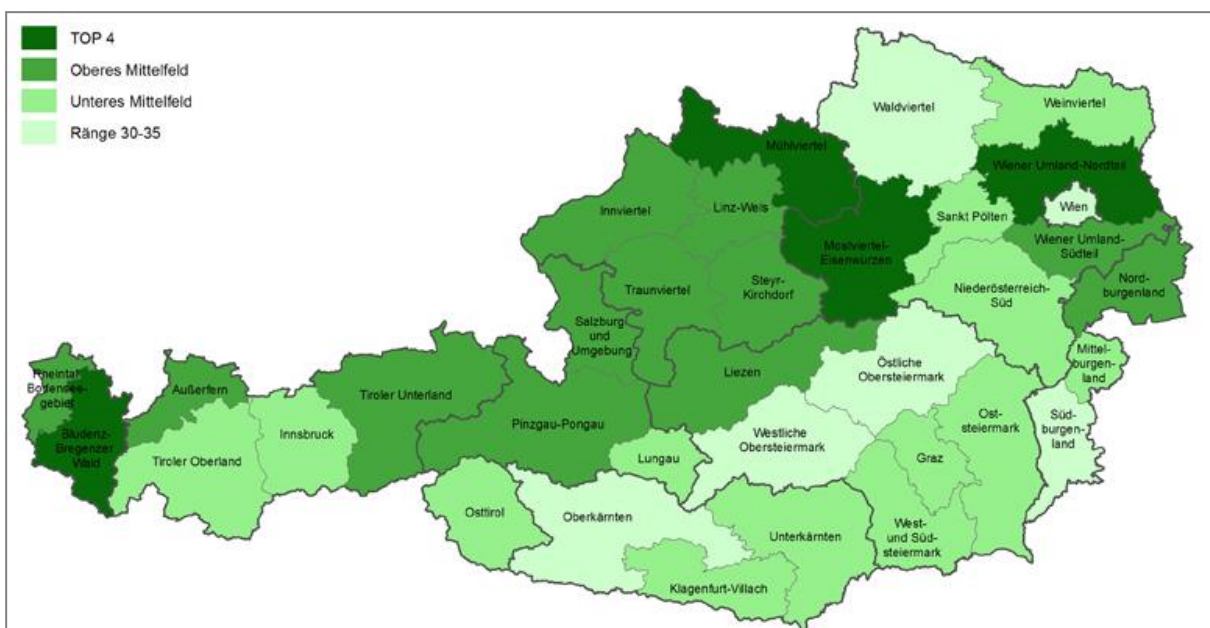 TOP 4
Oberes Mittelfeld
Unteres Mittelfeld
Ränge 30-35
Waldviertel
Weinviertel
Mühlviertel
Wiener Umland-Nordteil
Wien
Innviertel
Linz-Wels
Sankt Pölten
Mostviertel-
Eisenwurzen
Wiener Umland-
Südteil
Nord-
burgenland
Traunviertel
Steyr-
Kirchdorf
Niederösterreich-
Süd
Salzburg
und
Umgebung
Mittelburgen-
land
Östliche
Obersteiermark
Liezen
Rheintal-
Bodensee-
gebiet
Außerfern
Tiroler Unterland
Pinzgau-Pongau
Bludenz-
Bregenzer
Wald
Tiroler Oberland
Innsbruck
Lungau
Westliche
Obersteiermark
Ost-
steiermark
Süd-
burgen-
land
Graz
Osttirol
Oberkärnten
Unterkärnten
West-
und Süd-
steiermark
Klagenfurt-Villach